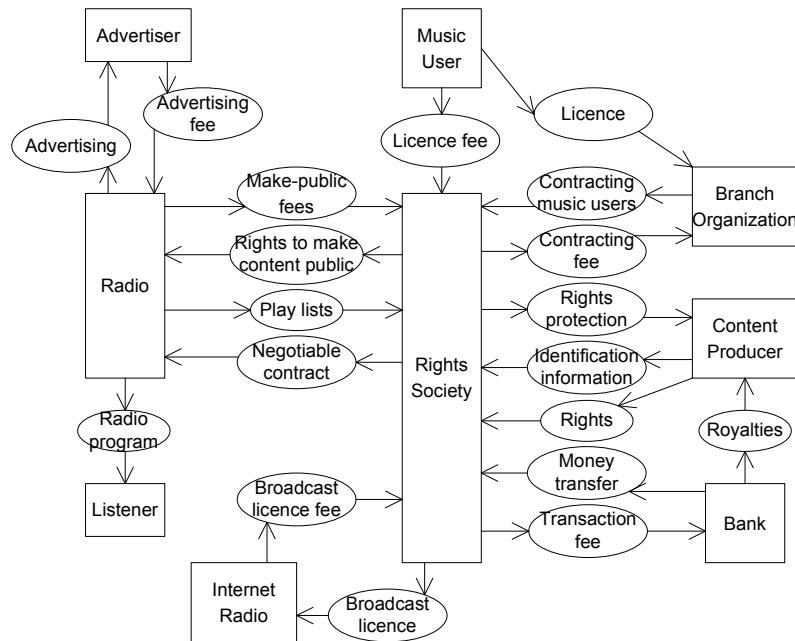 Advertiser
Music
User
Advertising
fee
Licence
Advertising
Licence fee
Make-public
fees
Contracting
music users
Branch
Organization
Rights to make
content public
Contracting
fee
Radio
Play lists
Rights
protection
Content
Producer
Negotiable
contract
Rights
Society
Identification
information
Radio
program
Rights
Royalties
Listener
Broadcast
licence fee
Money
transfer
Transaction
fee
Bank
Internet
Radio
Broadcast
licence